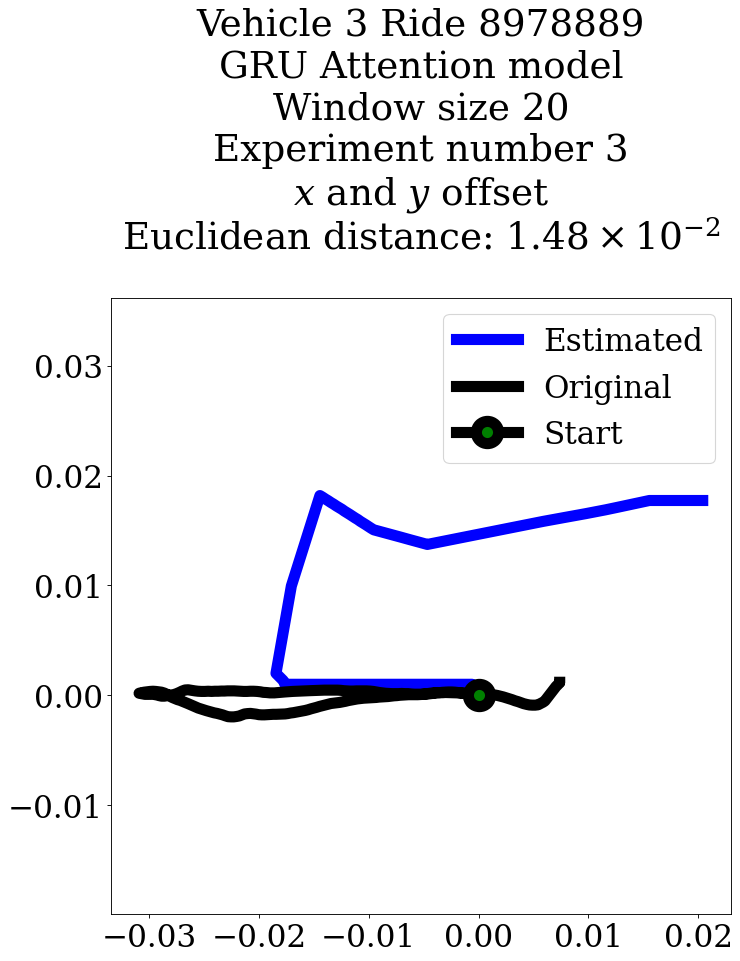 Vehicle 3 Ride 8978889
GRU Attention model
Window size 20
Experiment number 3
x and y offset
Euclidean distance: 1.48 × 10⁻²
Estimated
Original
Start
0.03
0.02
0.01
0.00
−0.01
−0.03 −0.02 −0.01 0.00 0.01 0.02